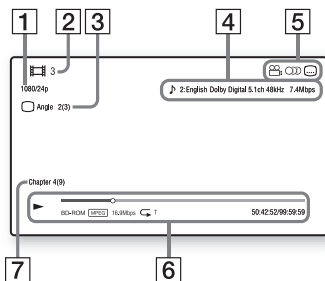 1 2 3 4 5
3
1080/24p
2:English Dolby Digital 5.1ch 48kHz 7.4Mbps
Angle 2(3)
Chapter 4(9)
BD-ROM MPEG 16.9Mbps T 50:42:52/99:59:59
7 6